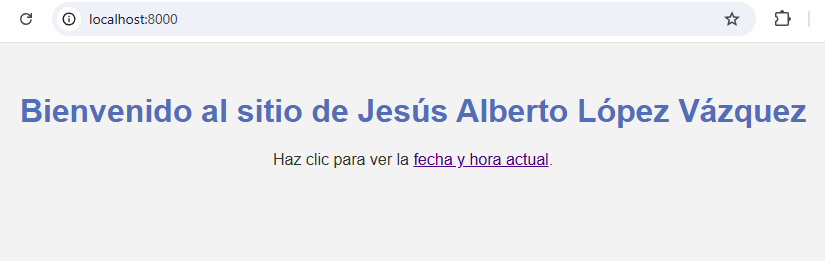 localhost:8000
Bienvenido al sitio de Jesús Alberto López Vázquez
Haz clic para ver la fecha y hora actual.